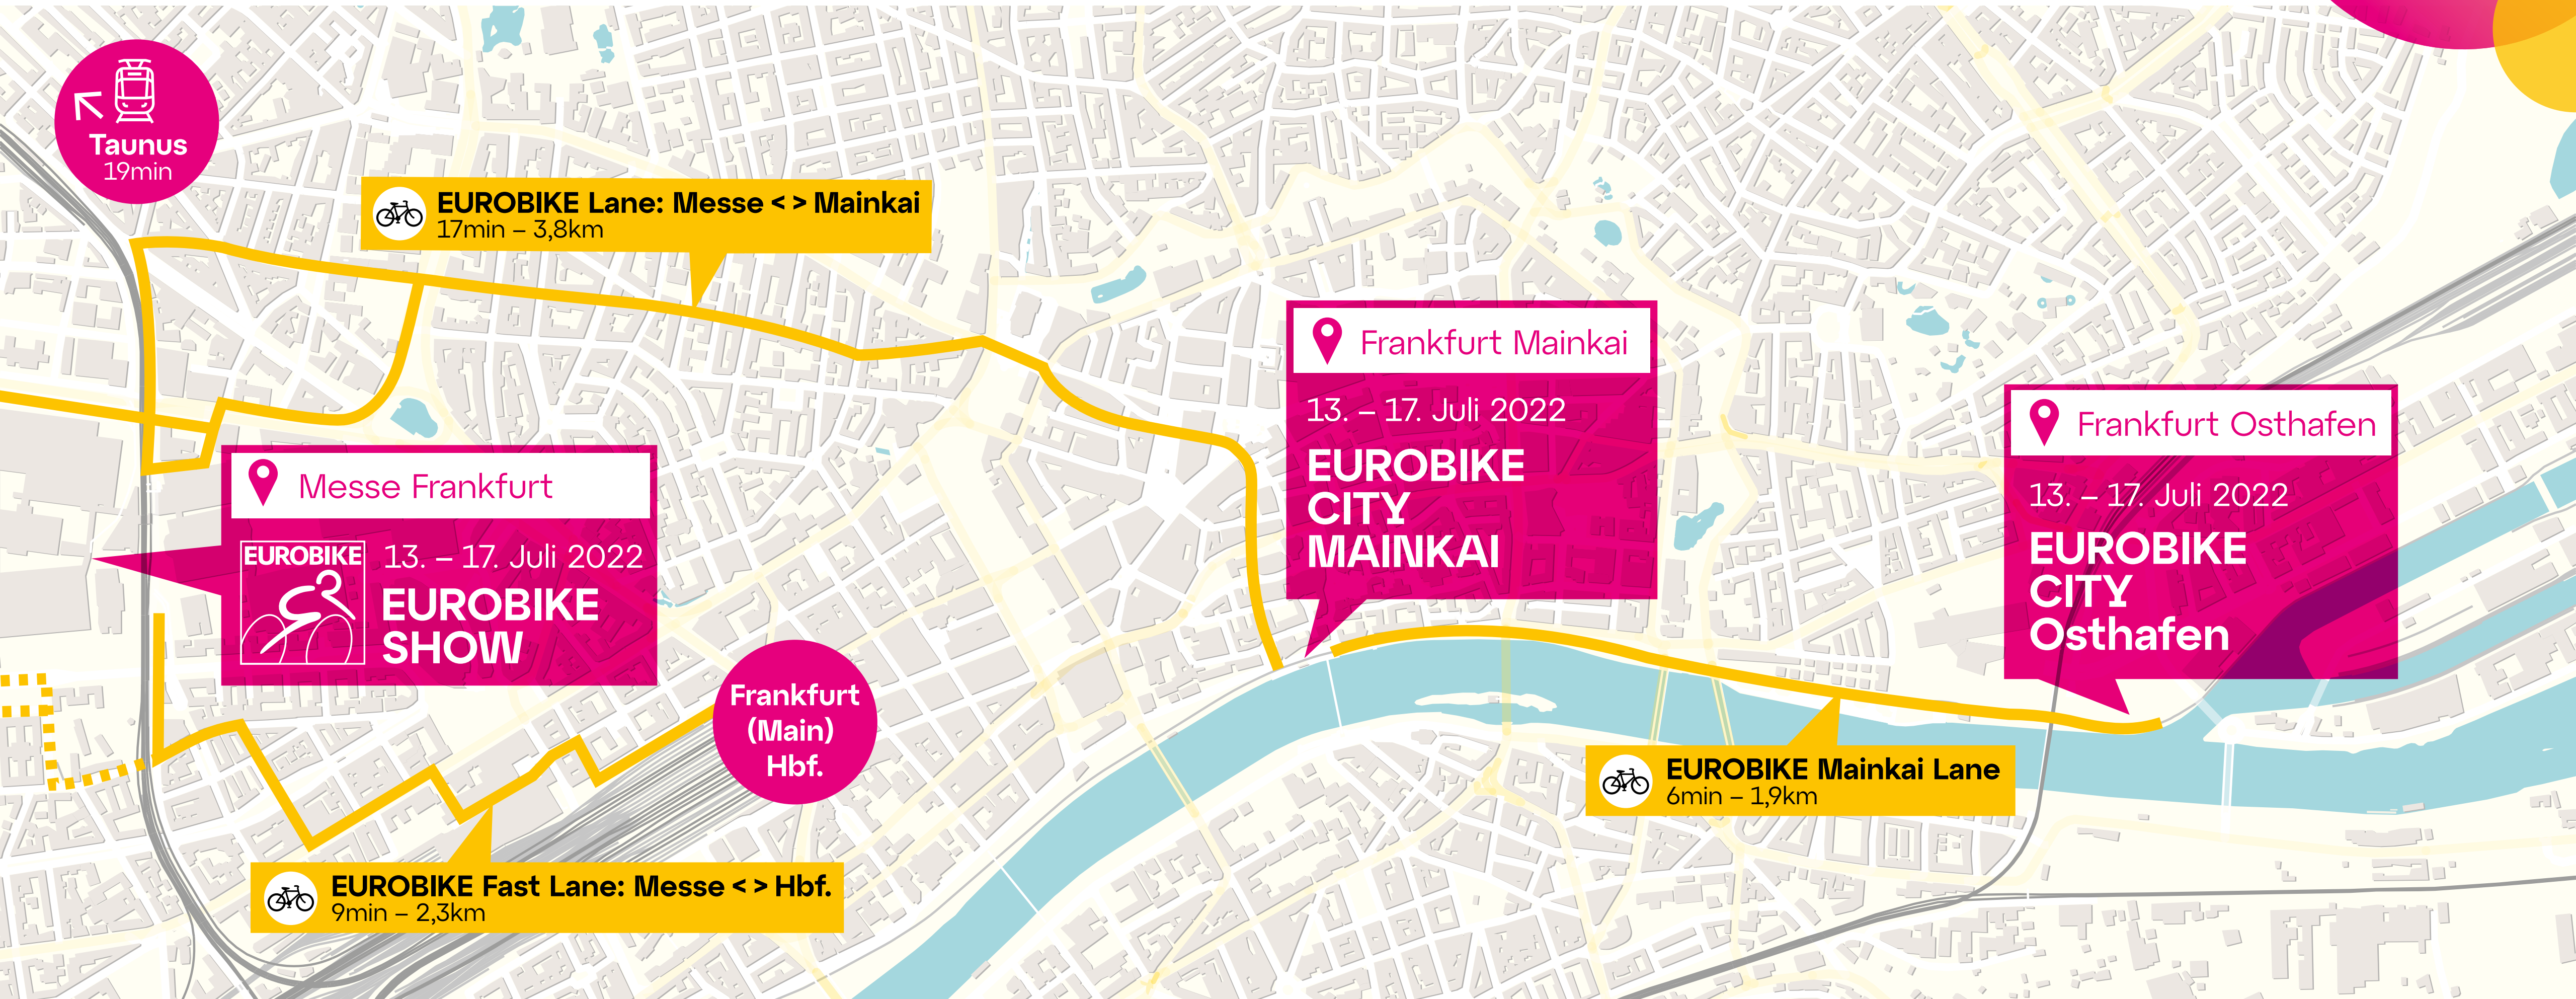 Taunus
19min
EUROBIKE Lane: Messe < > Mainkai
17min – 3,8km
Frankfurt Mainkai
13. – 17. Juli 2022
EUROBIKE
CITY
MAINKAI
Frankfurt Osthafen
13. – 17. Juli 2022
EUROBIKE
CITY
Osthafen
Messe Frankfurt
EUROBIKE
13. – 17. Juli 2022
EUROBIKE
SHOW
Frankfurt
(Main)
Hbf.
EUROBIKE Mainkai Lane
6min – 1,9km
EUROBIKE Fast Lane: Messe < > Hbf.
9min – 2,3km